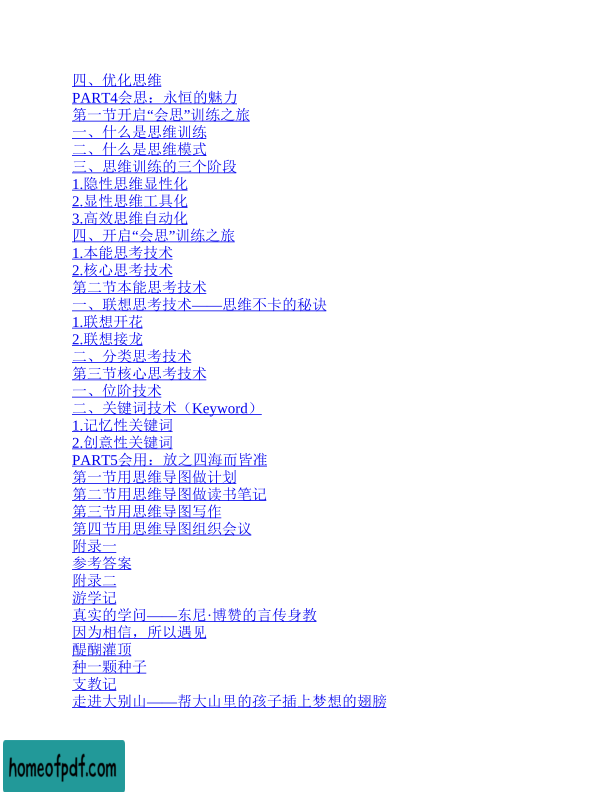 四、优化思维
PART4会思：永恒的魅力
第一节开启“会思”训练之旅
一、什么是思维训练
二、什么是思维模式
三、思维训练的三个阶段
1.隐性思维显性化
2.显性思维工具化
3.高效思维自动化
四、开启“会思”训练之旅
1.本能思考技术
2.核心思考技术
第二节本能思考技术
一、联想思考技术——思维不卡的秘诀
1.联想开花
2.联想接龙
二、分类思考技术
第三节核心思考技术
一、位阶技术
二、关键词技术（Keyword）
1.记忆性关键词
2.创意性关键词
PART5会用：放之四海而皆准
第一节用思维导图做计划
第二节用思维导图做读书笔记
第三节用思维导图写作
第四节用思维导图组织会议
附录一
参考答案
附录二
游学记
真实的学问——东尼·博赞的言传身教
因为相信，所以遇见
醍醐灌顶
种一颗种子
支教记
走进大别山——帮大山里的孩子插上梦想的翅膀
homeofpdf.com